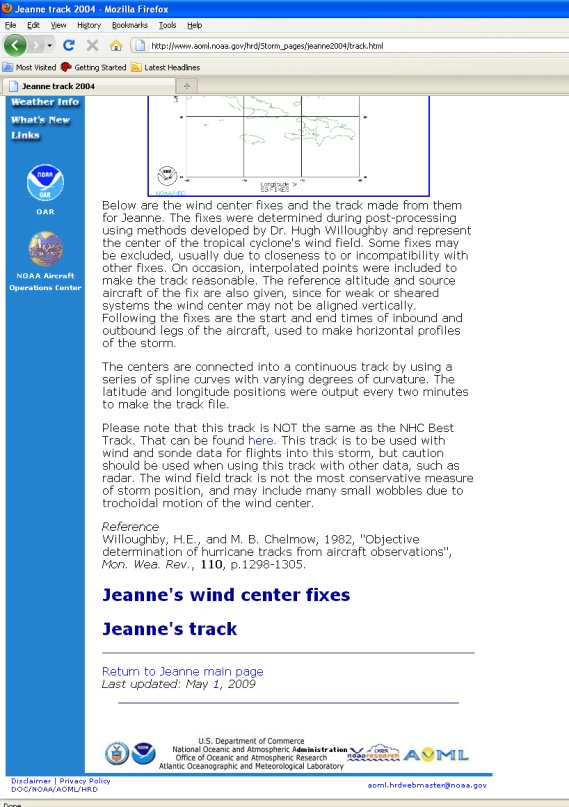 Jeanne track 2004 - Mozilla Firefox
File Edit View History Bookmarks Tools Help
http://www.aoml.noaa.gov/hrd/Storm_pages/jeanne2004/track.html
Most Visited Getting Started Latest Headlines
Jeanne track 2004
Weather Info
What's New
Links
NOAA
OAR
NOAA Aircraft
Operations Center
NOAA/HRD
Longitude
Below are the wind center fixes and the track made from them
for Jeanne. The fixes were determined during post-processing
using methods developed by Dr. Hugh Willoughby and represent
the center of the tropical cyclone's wind field. Some fixes may
be excluded, usually due to closeness to or incompatibility with
other fixes. On occasion, interpolated points were included to
make the track reasonable. The reference altitude and source
aircraft of the fix are also given, since for weak or sheared
systems the wind center may not be aligned vertically.
Following the fixes are the start and end times of inbound and
outbound legs of the aircraft, used to make horizontal profiles
of the storm.
The centers are connected into a continuous track by using a
series of spline curves with varying degrees of curvature. The
latitude and longitude positions were output every two minutes
to make the track file.
Please note that this track is NOT the same as the NHC Best
Track. That can be found here. This track is to be used with
wind and sonde data for flights into this storm, but caution
should be used when using this track with other data, such as
radar. The wind field track is not the most conservative measure
of storm position, and may include many small wobbles due to
trochoidal motion of the wind center.
Reference
Willoughby, H.E., and M. B. Chelmow, 1982, "Objective
determination of hurricane tracks from aircraft observations",
Mon. Wea. Rev., 110, p.1298-1305.
Jeanne's wind center fixes
Jeanne's track
Return to Jeanne main page
Last updated: May 1, 2009
U.S. Department of Commerce
National Oceanic and Atmospheric Administration
Office of Oceanic and Atmospheric Research
Atlantic Oceanographic and Meteorological Laboratory
noaaresearch
AOML
Disclaimer | Privacy Policy
DOC/NOAA/AOML/HRD
aoml.hrdwebmaster@noaa.gov
Done